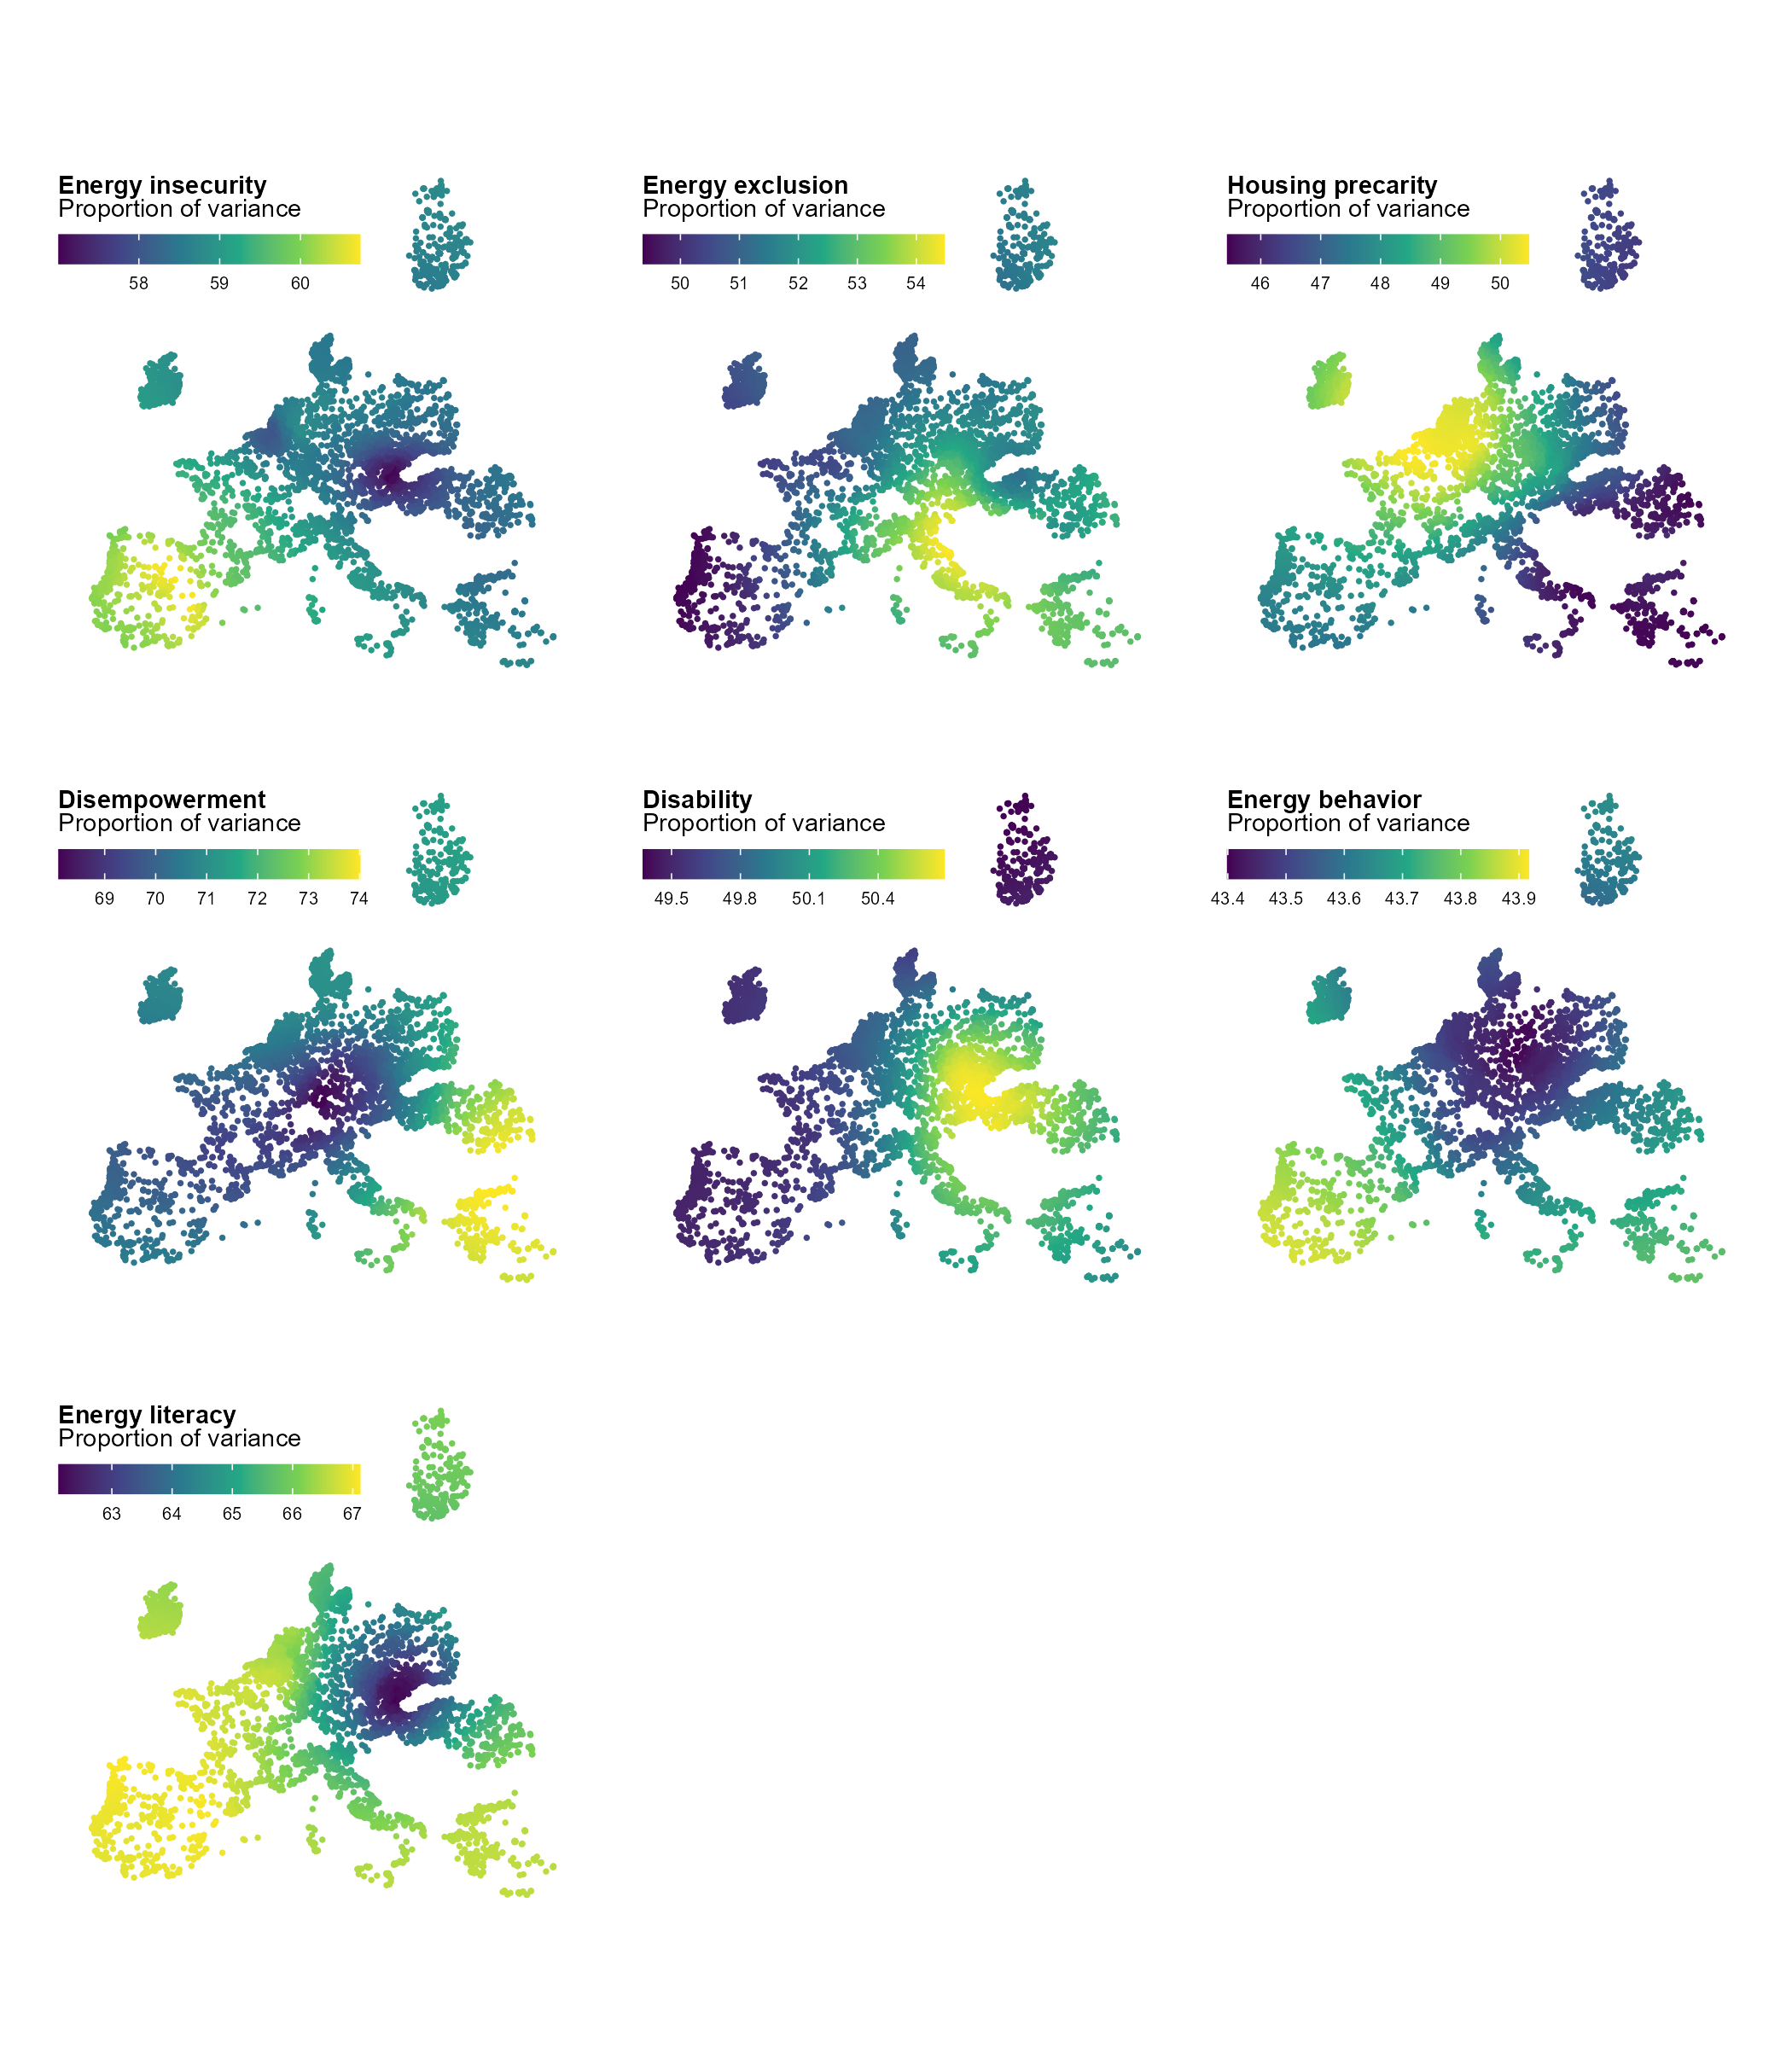 Energy insecurity
Proportion of variance
58 59 60
Energy exclusion
Proportion of variance
50 51 52 53 54
Housing precarity
Proportion of variance
46 47 48 49 50
Disempowerment
Proportion of variance
69 70 71 72 73 74
Disability
Proportion of variance
49.5 49.8 50.1 50.4
Energy behavior
Proportion of variance
43.4 43.5 43.6 43.7 43.8 43.9
Energy literacy
Proportion of variance
63 64 65 66 67